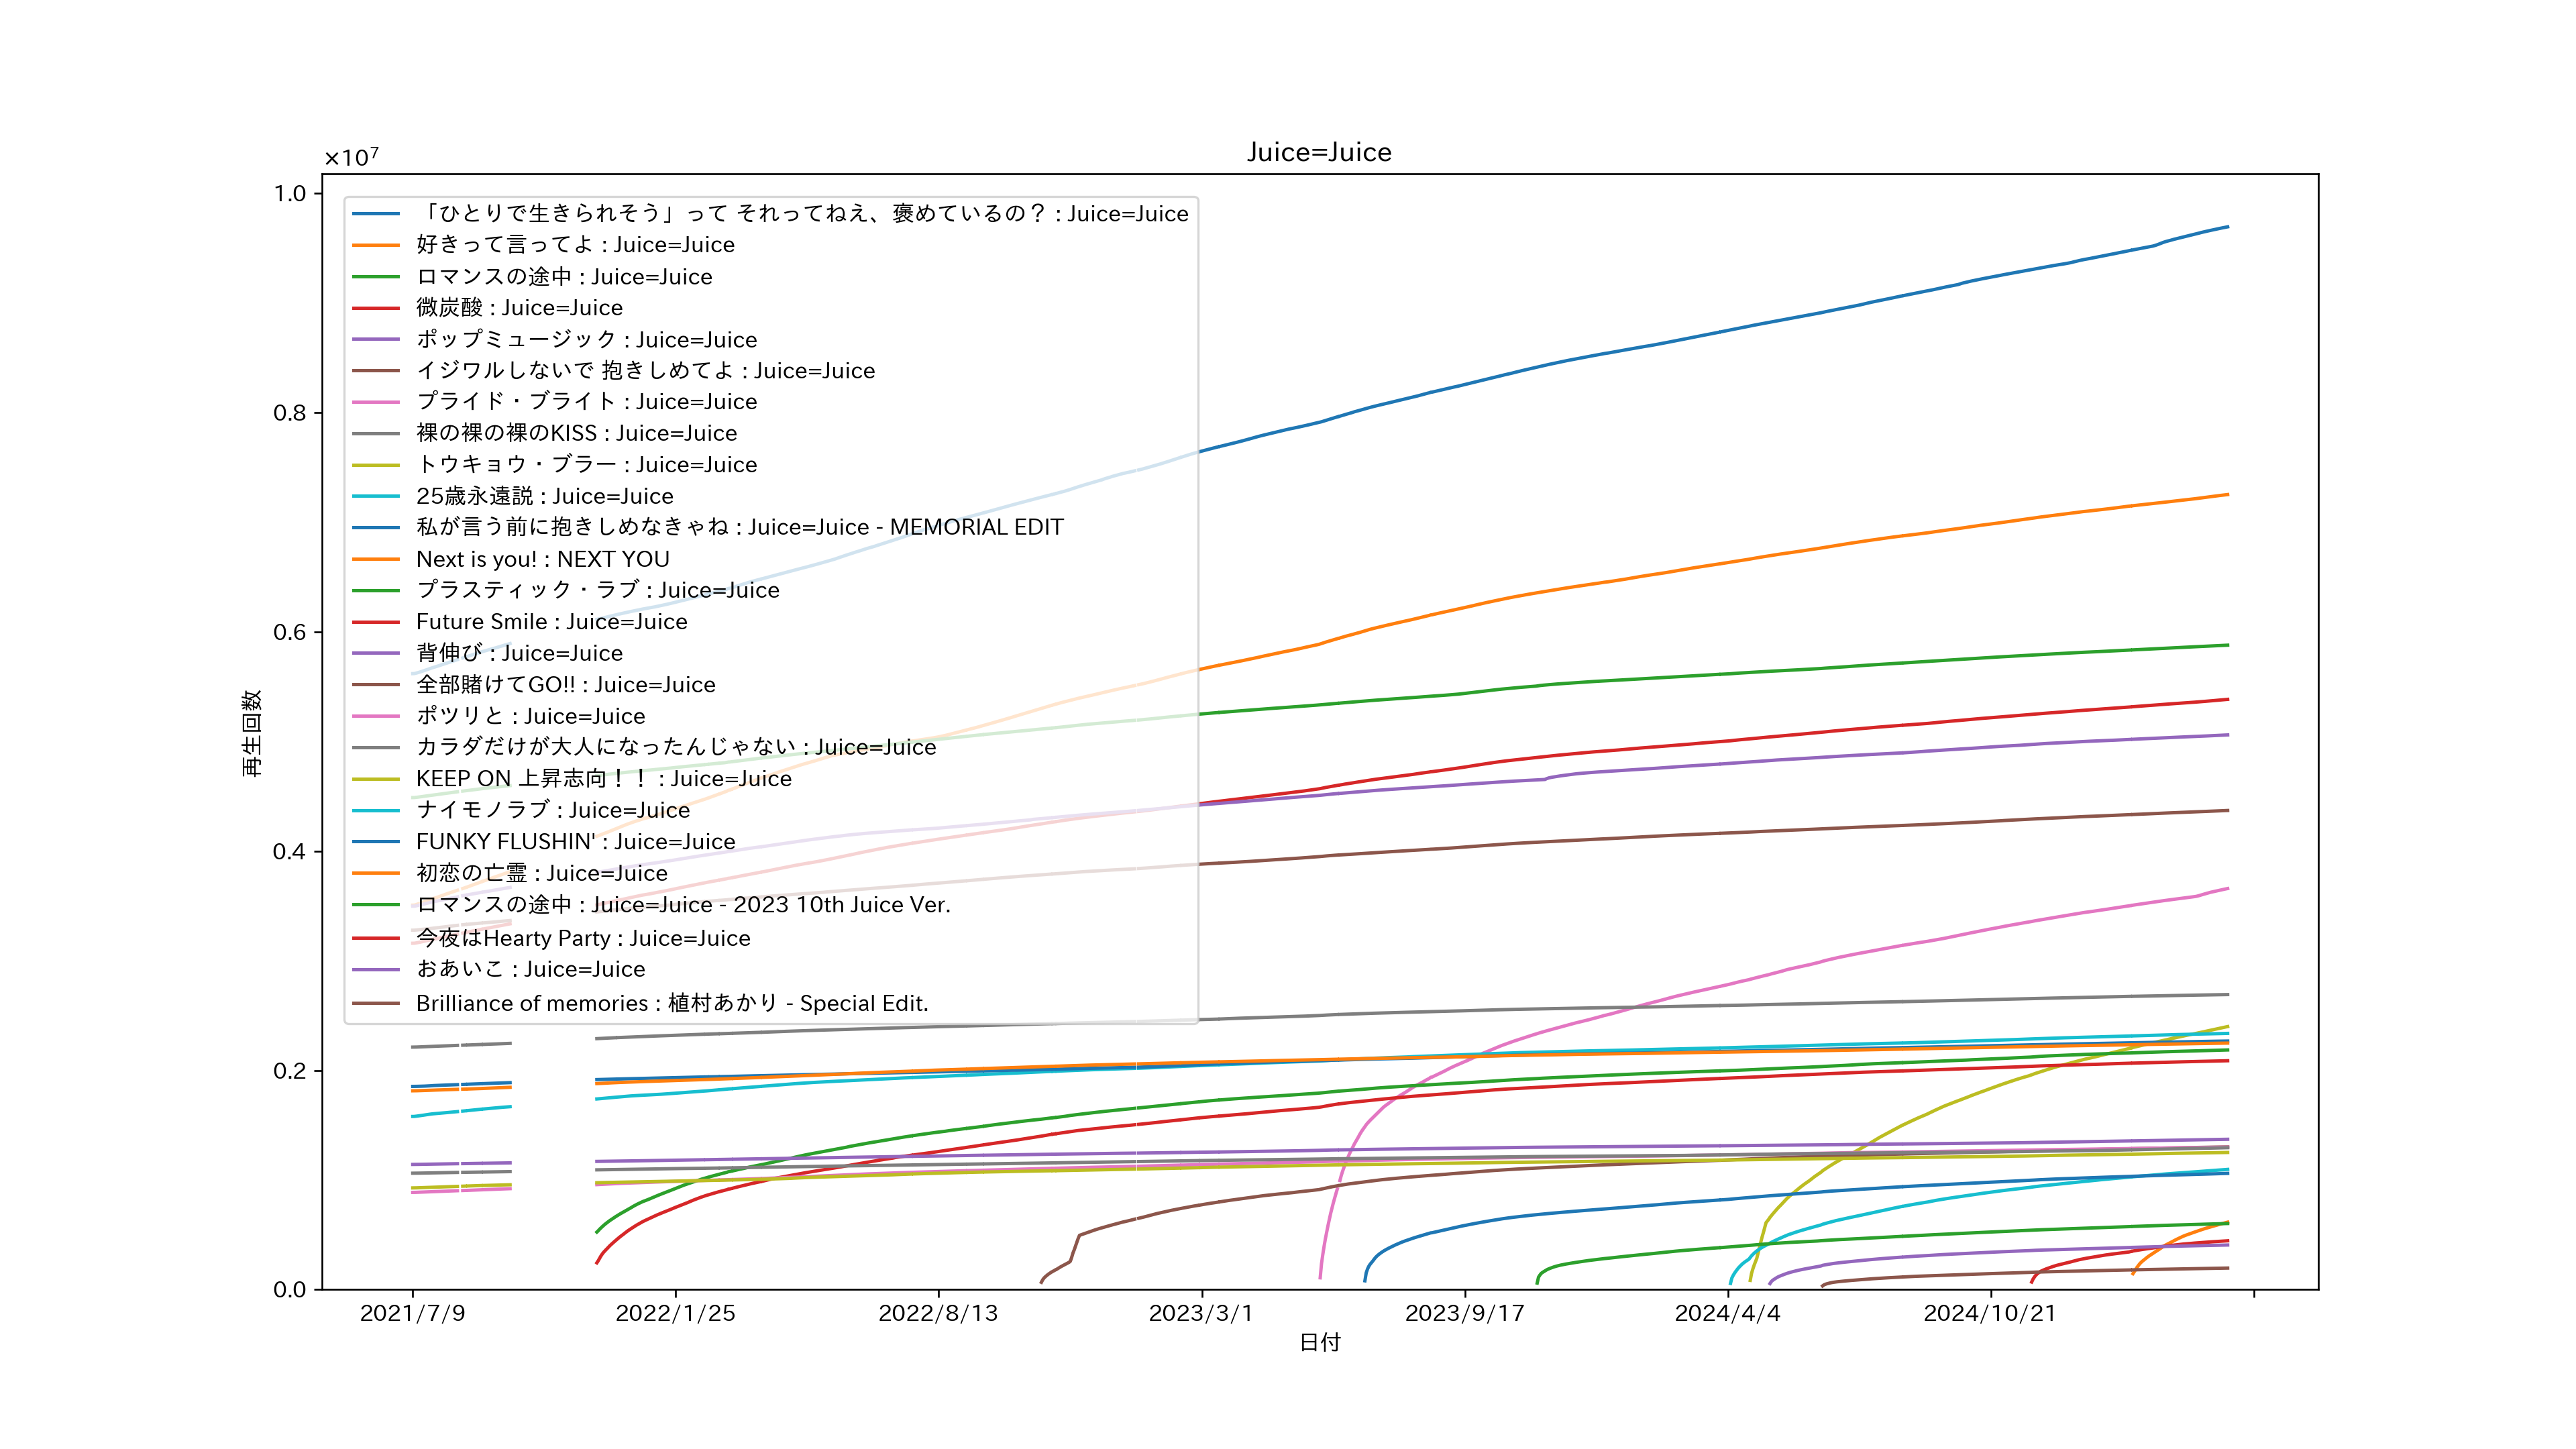 Juice=Juice
×10⁷
1.0
0.8
0.6
0.4
0.2
0.0
再生回数
「ひとりで生きられそう」って それってねえ、褒めているの？ : Juice=Juice
好きって言ってよ : Juice=Juice
ロマンスの途中 : Juice=Juice
微炭酸 : Juice=Juice
ポップミュージック : Juice=Juice
イジワルしないで 抱きしめてよ : Juice=Juice
プライド・ブライト : Juice=Juice
裸の裸の裸のKISS : Juice=Juice
トウキョウ・ブラー : Juice=Juice
25歳永遠説 : Juice=Juice
私が言う前に抱きしめなきゃね : Juice=Juice - MEMORIAL EDIT
Next is you! : NEXT YOU
プラスティック・ラブ : Juice=Juice
Future Smile : Juice=Juice
背伸び : Juice=Juice
全部賭けてGO!! : Juice=Juice
ポツリと : Juice=Juice
カラダだけが大人になったんじゃない : Juice=Juice
KEEP ON 上昇志向！！ : Juice=Juice
ナイモノラブ : Juice=Juice
FUNKY FLUSHIN' : Juice=Juice
初恋の亡霊 : Juice=Juice
ロマンスの途中 : Juice=Juice - 2023 10th Juice Ver.
今夜はHearty Party : Juice=Juice
おあいこ : Juice=Juice
Brilliance of memories : 植村あかり - Special Edit.
2021/7/9
2022/1/25
2022/8/13
2023/3/1
2023/9/17
2024/4/4
2024/10/21
日付